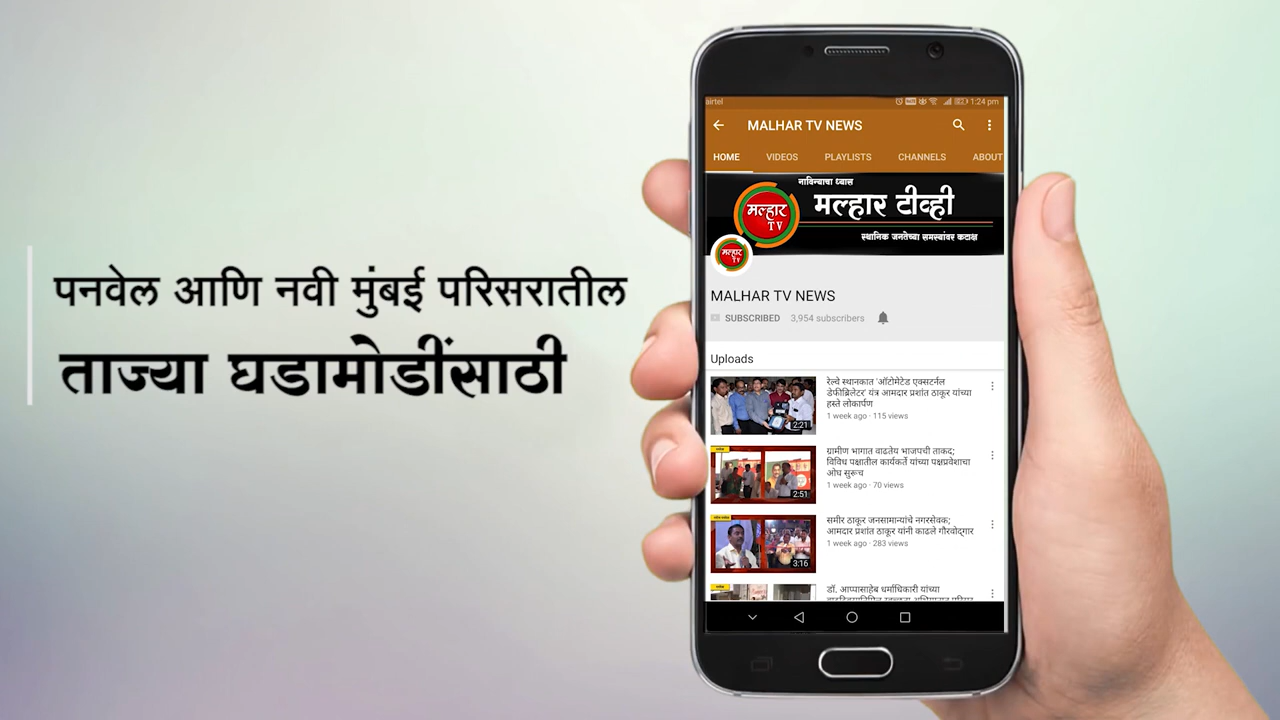 पनवेल आणि नवी मुंबई परिसरातील
ताज्या घडामोडींसाठी
airtel
1:24 pm
MALHAR TV NEWS
HOME VIDEOS PLAYLISTS CHANNELS ABOUT
नाविन्याचा ध्यास
मल्हार टीव्ही
स्थानिक जनतेच्या समस्यांवर कटाक्ष
मल्हार
TV
मल्हार
TV
MALHAR TV NEWS
SUBSCRIBED 3,954 subscribers
Uploads
रेल्वे स्थानकात 'ऑटोमेटेड एक्सटर्नल
डेफीब्रिलेटर' यंत्र आमदार प्रशांत ठाकूर यांच्या
हस्ते लोकार्पण
1 week ago · 115 views
2:21
ग्रामीण भागात वाढतेय भाजपची ताकद;
विविध पक्षातील कार्यकर्ते यांच्या पक्षप्रवेशाचा
ओघ सुरूच
1 week ago · 70 views
2:51
समीर ठाकूर जनसामान्यांचे नगरसेवक;
आमदार प्रशांत ठाकूर यांनी काढले गौरवोद्गार
1 week ago · 283 views
3:16
डॉ. आप्पासाहेब धर्माधिकारी यांच्या